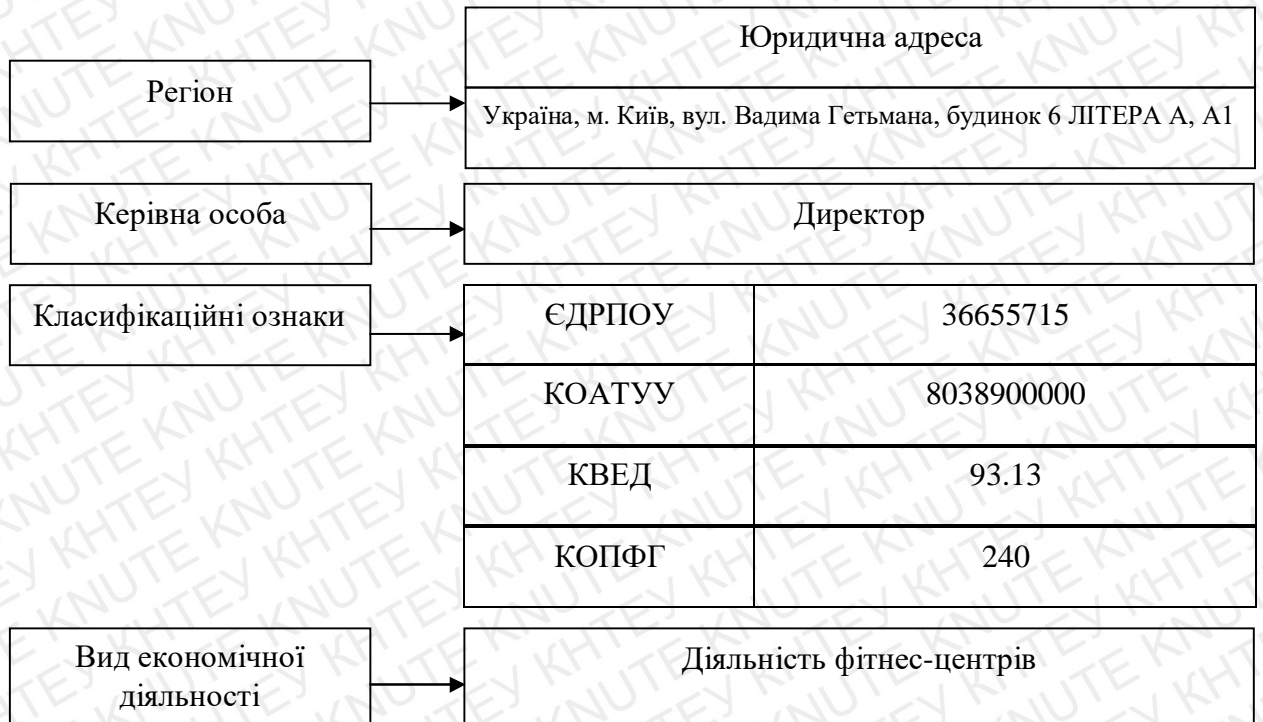 Регіон
Юридична адреса
Україна, м. Київ, вул. Вадима Гетьмана, будинок 6 ЛІТЕРА А, А1
Керівна особа
Директор
Класифікаційні ознаки
ЄДРПОУ 36655715
КОАТУУ 8038900000
КВЕД 93.13
КОПФГ 240
Вид економічної
діяльності
Діяльність фітнес-центрів